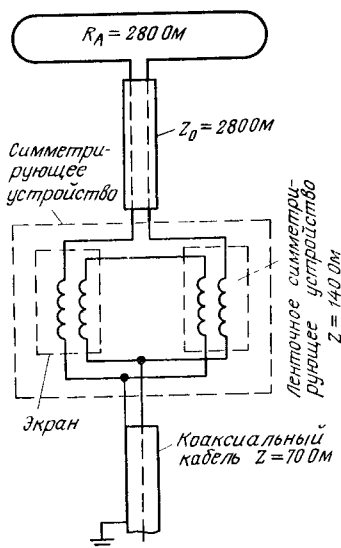 R_A = 280 Ом
Z_0 = 280 Ом
Симметри-
рующее
устройство
Ленточное симметри-
рующее устройство
Z = 140 Ом
Экран
Коаксиальный
кабель Z = 70 Ом